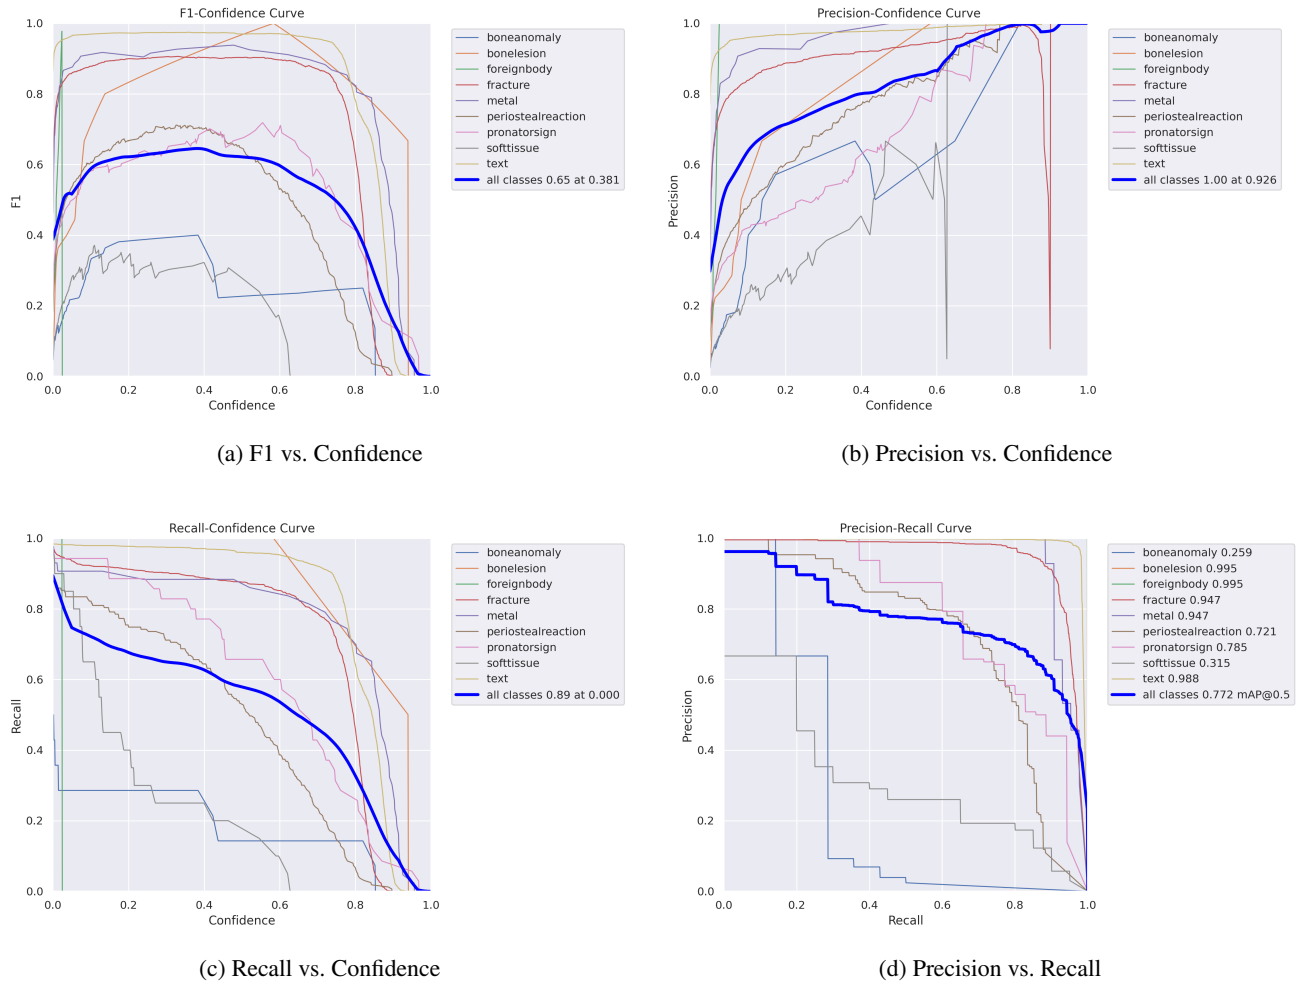 F1-Confidence Curve
1.0
0.8
0.6
0.4
0.2
0.0
F1
0.0 0.2 0.4 0.6 0.8 1.0
Confidence
boneanomaly
bonelesion
foreignbody
fracture
metal
periostealreaction
pronatorsign
softtissue
text
all classes 0.65 at 0.381
(a) F1 vs. Confidence
Precision-Confidence Curve
1.0
0.8
0.6
0.4
0.2
0.0
Precision
0.0 0.2 0.4 0.6 0.8 1.0
Confidence
boneanomaly
bonelesion
foreignbody
fracture
metal
periostealreaction
pronatorsign
softtissue
text
all classes 1.00 at 0.926
(b) Precision vs. Confidence
Recall-Confidence Curve
1.0
0.8
0.6
0.4
0.2
0.0
Recall
0.0 0.2 0.4 0.6 0.8 1.0
Confidence
boneanomaly
bonelesion
foreignbody
fracture
metal
periostealreaction
pronatorsign
softtissue
text
all classes 0.89 at 0.000
(c) Recall vs. Confidence
Precision-Recall Curve
1.0
0.8
0.6
0.4
0.2
0.0
Precision
0.0 0.2 0.4 0.6 0.8 1.0
Recall
boneanomaly 0.259
bonelesion 0.995
foreignbody 0.995
fracture 0.947
metal 0.947
periostealreaction 0.721
pronatorsign 0.785
softtissue 0.315
text 0.988
all classes 0.772 mAP@0.5
(d) Precision vs. Recall